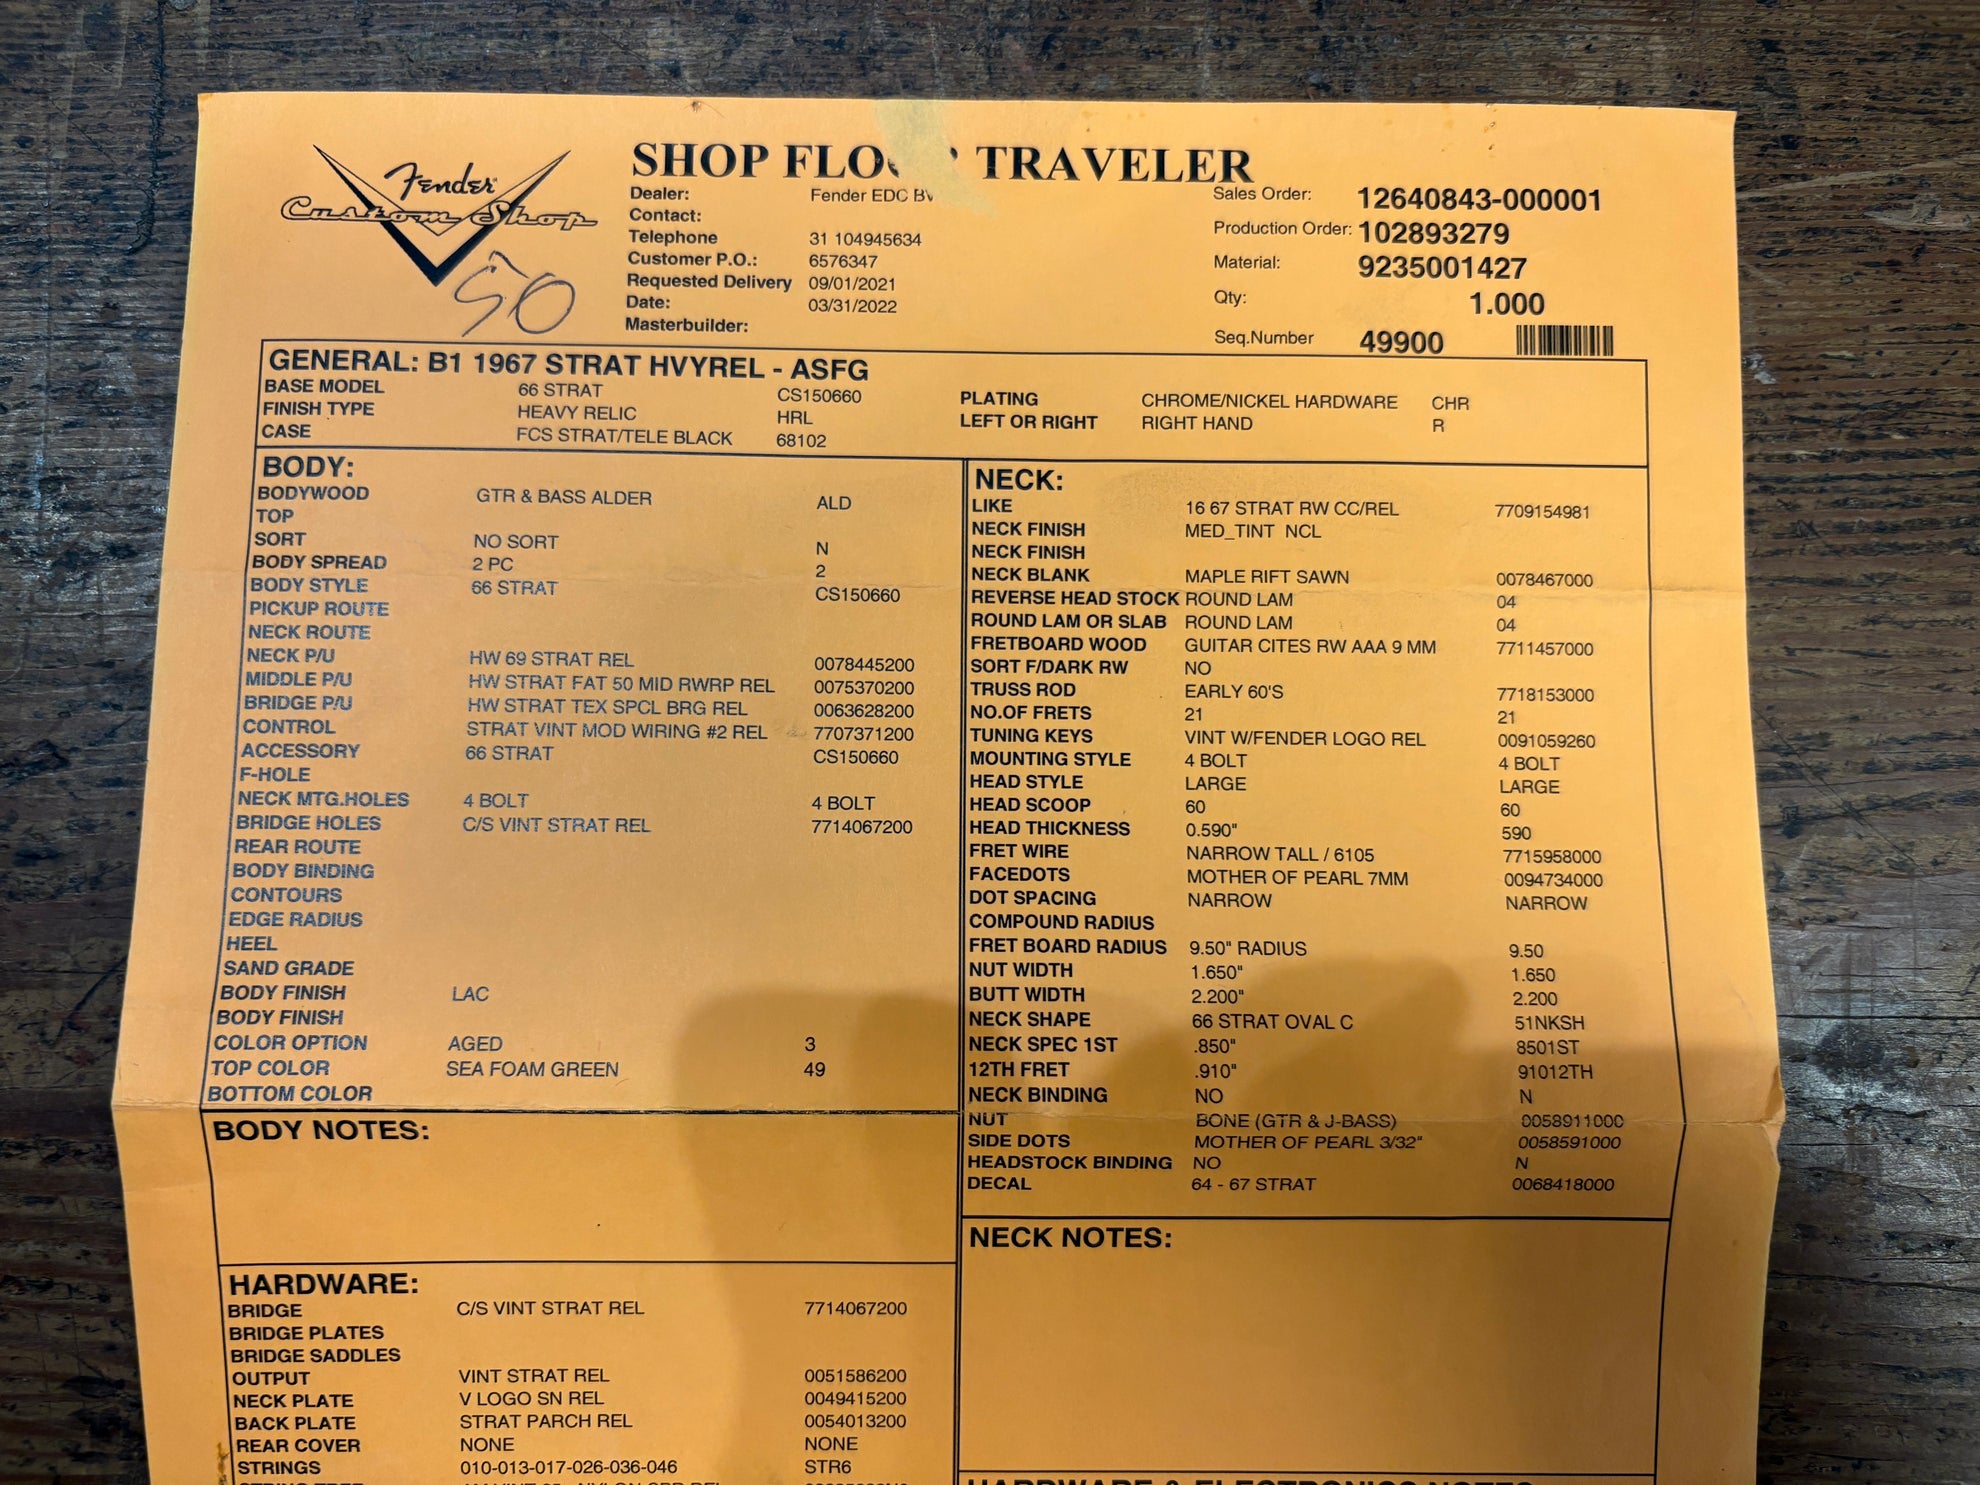 Fender
Custom Shop
50
SHOP FLOOR TRAVELER
Dealer: Fender EDC BV
Contact:
Telephone 31 104945634
Customer P.O.: 6576347
Requested Delivery 09/01/2021
Date: 03/31/2022
Masterbuilder:
Sales Order: 12640843-000001
Production Order: 102893279
Material: 9235001427
Qty: 1.000
Seq.Number 49900
GENERAL: B1 1967 STRAT HVYREL - ASFG
BASE MODEL 66 STRAT CS150660
FINISH TYPE HEAVY RELIC HRL
CASE FCS STRAT/TELE BLACK 68102
PLATING CHROME/NICKEL HARDWARE CHR
LEFT OR RIGHT RIGHT HAND R
BODY:
BODYWOOD GTR & BASS ALDER ALD
TOP
SORT NO SORT N
BODY SPREAD 2 PC 2
BODY STYLE 66 STRAT CS150660
PICKUP ROUTE
NECK ROUTE
NECK P/U HW 69 STRAT REL 0078445200
MIDDLE P/U HW STRAT FAT 50 MID RWRP REL 0075370200
BRIDGE P/U HW STRAT TEX SPCL BRG REL 0063628200
CONTROL STRAT VINT MOD WIRING #2 REL 7707371200
ACCESSORY 66 STRAT CS150660
F-HOLE
NECK MTG.HOLES 4 BOLT 4 BOLT
BRIDGE HOLES C/S VINT STRAT REL 7714067200
REAR ROUTE
BODY BINDING
CONTOURS
EDGE RADIUS
HEEL
SAND GRADE
BODY FINISH LAC
BODY FINISH
COLOR OPTION AGED 3
TOP COLOR SEA FOAM GREEN 49
BOTTOM COLOR
BODY NOTES:
HARDWARE:
BRIDGE C/S VINT STRAT REL 7714067200
BRIDGE PLATES
BRIDGE SADDLES
OUTPUT VINT STRAT REL 0051586200
NECK PLATE V LOGO SN REL 0049415200
BACK PLATE STRAT PARCH REL 0054013200
REAR COVER NONE NONE
STRINGS 010-013-017-026-036-046 STR6
NECK:
LIKE 16 67 STRAT RW CC/REL 7709154981
NECK FINISH MED_TINT NCL
NECK FINISH
NECK BLANK MAPLE RIFT SAWN 0078467000
REVERSE HEAD STOCK ROUND LAM 04
ROUND LAM OR SLAB ROUND LAM 04
FRETBOARD WOOD GUITAR CITES RW AAA 9 MM 7711457000
SORT F/DARK RW NO
TRUSS ROD EARLY 60'S 7718153000
NO.OF FRETS 21 21
TUNING KEYS VINT W/FENDER LOGO REL 0091059260
MOUNTING STYLE 4 BOLT 4 BOLT
HEAD STYLE LARGE LARGE
HEAD SCOOP 60 60
HEAD THICKNESS 0.590" 590
FRET WIRE NARROW TALL / 6105 7715958000
FACEDOTS MOTHER OF PEARL 7MM 0094734000
DOT SPACING NARROW NARROW
COMPOUND RADIUS
FRET BOARD RADIUS 9.50" RADIUS 9.50
NUT WIDTH 1.650" 1.650
BUTT WIDTH 2.200" 2.200
NECK SHAPE 66 STRAT OVAL C 51NKSH
NECK SPEC 1ST .850" 8501ST
12TH FRET .910" 91012TH
NECK BINDING NO N
NUT BONE (GTR & J-BASS) 0058911000
SIDE DOTS MOTHER OF PEARL 3/32" 0058591000
HEADSTOCK BINDING NO N
DECAL 64 - 67 STRAT 0068418000
NECK NOTES:
HARDWARE & ELECTRONICS NOTES